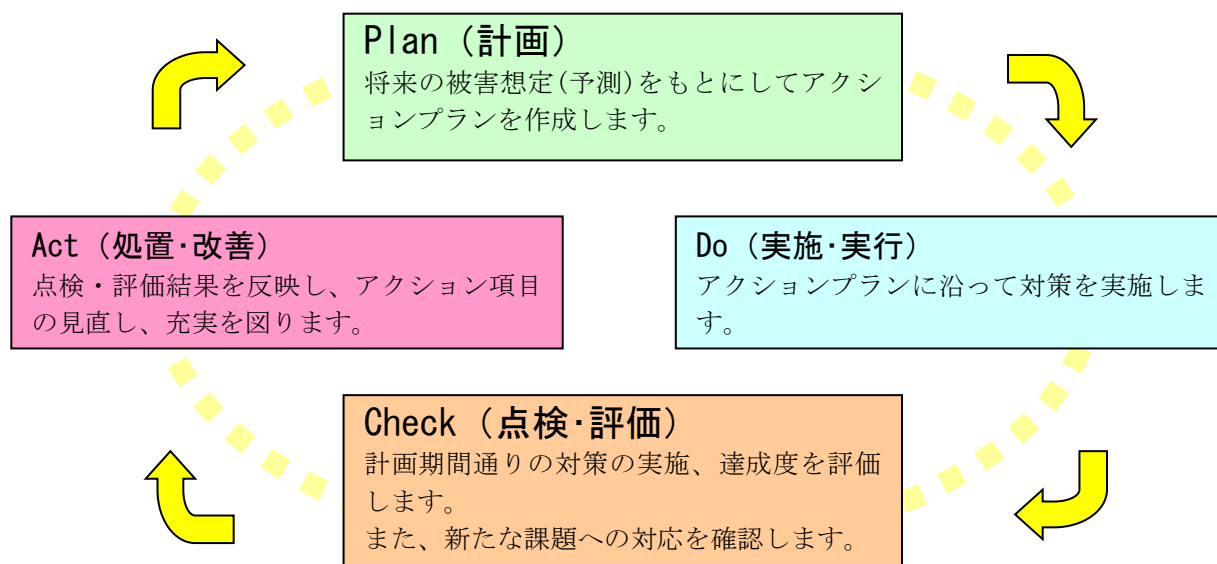 Plan（計画）
将来の被害想定(予測)をもとにしてアクシ
ョンプランを作成します。
Act（処置･改善）
点検・評価結果を反映し、アクション項目
の見直し、充実を図ります。
Do（実施･実行）
アクションプランに沿って対策を実施しま
す。
Check（点検･評価）
計画期間通りの対策の実施、達成度を評価
します。
また、新たな課題への対応を確認します。